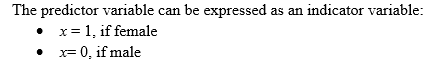 The predictor variable can be expressed as an indicator variable:
• x = 1, if female
• x= 0, if male